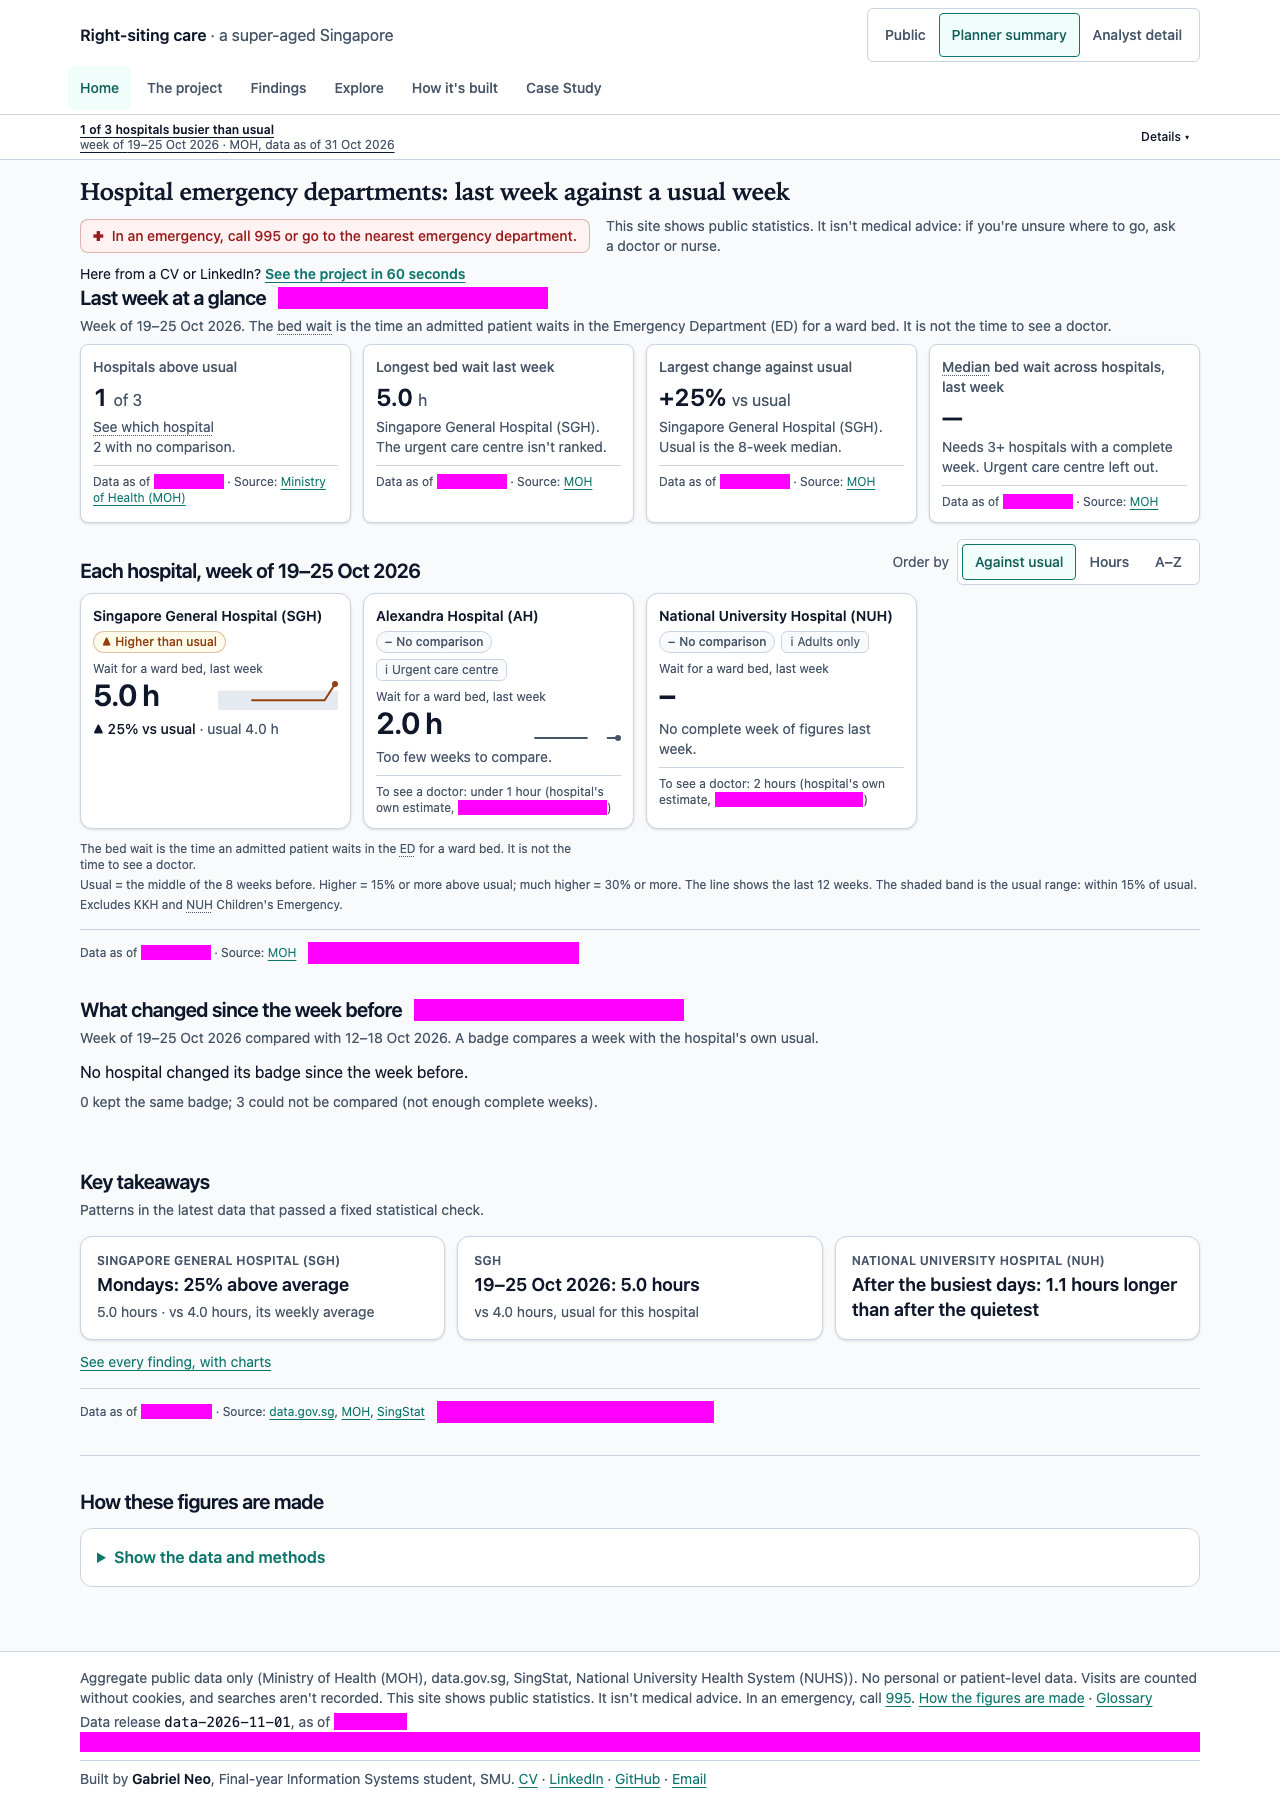 Right-siting care · a super-aged Singapore
Public
Planner summary
Analyst detail
Home
The project
Findings
Explore
How it's built
Case Study
1 of 3 hospitals busier than usual
week of 19–25 Oct 2026 · MOH, data as of 31 Oct 2026
Details ▾
Hospital emergency departments: last week against a usual week
✚ In an emergency, call 995 or go to the nearest emergency department.
This site shows public statistics. It isn't medical advice: if you're unsure where to go, ask
a doctor or nurse.
Here from a CV or LinkedIn? See the project in 60 seconds
Last week at a glance
Week of 19–25 Oct 2026. The bed wait is the time an admitted patient waits in the Emergency Department (ED) for a ward bed. It is not the time to see a doctor.
Hospitals above usual
1 of 3
See which hospital
2 with no comparison.
Data as of · Source: Ministry
of Health (MOH)
Longest bed wait last week
5.0 h
Singapore General Hospital (SGH).
The urgent care centre isn't ranked.
Data as of · Source: MOH
Largest change against usual
+25% vs usual
Singapore General Hospital (SGH).
Usual is the 8-week median.
Data as of · Source: MOH
Median bed wait across hospitals,
last week
—
Needs 3+ hospitals with a complete
week. Urgent care centre left out.
Data as of · Source: MOH
Each hospital, week of 19–25 Oct 2026
Order by
Against usual
Hours
A–Z
Singapore General Hospital (SGH)
▲ Higher than usual
Wait for a ward bed, last week
5.0 h
▲ 25% vs usual · usual 4.0 h
Alexandra Hospital (AH)
– No comparison
i Urgent care centre
Wait for a ward bed, last week
2.0 h
Too few weeks to compare.
To see a doctor: under 1 hour (hospital's
own estimate, )
National University Hospital (NUH)
– No comparison
i Adults only
Wait for a ward bed, last week
–
No complete week of figures last
week.
To see a doctor: 2 hours (hospital's own
estimate, )
The bed wait is the time an admitted patient waits in the ED for a ward bed. It is not the
time to see a doctor.
Usual = the middle of the 8 weeks before. Higher = 15% or more above usual; much higher = 30% or more. The line shows the last 12 weeks. The shaded band is the usual range: within 15% of usual.
Excludes KKH and NUH Children's Emergency.
Data as of · Source: MOH
What changed since the week before
Week of 19–25 Oct 2026 compared with 12–18 Oct 2026. A badge compares a week with the hospital's own usual.
No hospital changed its badge since the week before.
0 kept the same badge; 3 could not be compared (not enough complete weeks).
Key takeaways
Patterns in the latest data that passed a fixed statistical check.
SINGAPORE GENERAL HOSPITAL (SGH)
Mondays: 25% above average
5.0 hours · vs 4.0 hours, its weekly average
SGH
19–25 Oct 2026: 5.0 hours
vs 4.0 hours, usual for this hospital
NATIONAL UNIVERSITY HOSPITAL (NUH)
After the busiest days: 1.1 hours longer
than after the quietest
See every finding, with charts
Data as of · Source: data.gov.sg, MOH, SingStat
How these figures are made
▶ Show the data and methods
Aggregate public data only (Ministry of Health (MOH), data.gov.sg, SingStat, National University Health System (NUHS)). No personal or patient-level data. Visits are counted
without cookies, and searches aren't recorded. This site shows public statistics. It isn't medical advice. In an emergency, call 995. How the figures are made · Glossary
Data release data-2026-11-01, as of
Built by Gabriel Neo, Final-year Information Systems student, SMU. CV · LinkedIn · GitHub · Email